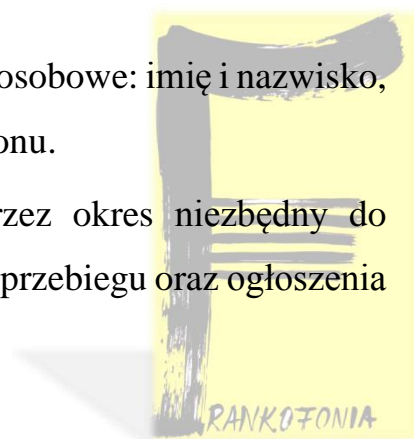 osobowe: imię i nazwisko,
onu.
rzez okres niezbędny do
przebiegu oraz ogłoszenia
RANKOFONIA